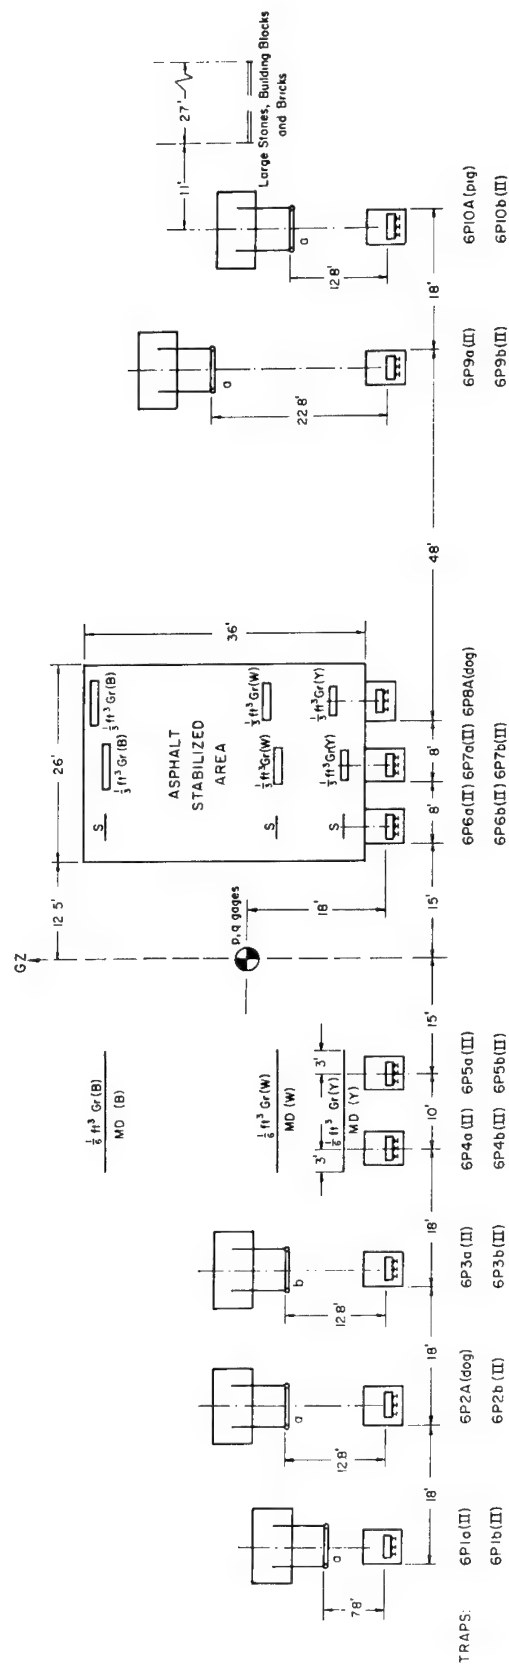 GZ
12.5'
26'
36'
11'
27'
Large Stones, Building Blocks
and Bricks
1/6 ft³ Gr(B)
MD (B)
1/6 ft³ Gr(W)
MD (W)
1/6 ft³ Gr(Y)
MD (Y)
3'
3'
p,q gages
18'
S
S
S
1/3 ft³ Gr(B)
1/3 ft³ Gr(B)
ASPHALT
STABILIZED
AREA
1/3 ft³ Gr(W)
1/3 ft³ Gr(W)
1/3 ft³ Gr(Y)
1/3 ft³ Gr(Y)
a
a
b
a
a
7.8'
12.8'
12.8'
22.8'
12.8'
18'
18'
18'
10'
15'
15'
8'
8'
48'
18'
TRAPS:
6P1a(II) 6P2A(dog) 6P3a(II) 6P4a(II) 6P5a(II) 6P6a(II) 6P7a(II) 6P8A(dog) 6P9a(II) 6P10A(pig)
6P1b(II) 6P2b(II) 6P3b(II) 6P4b(II) 6P5b(II) 6P6b(II) 6P7b(II) 6P9b(II) 6P10b(II)